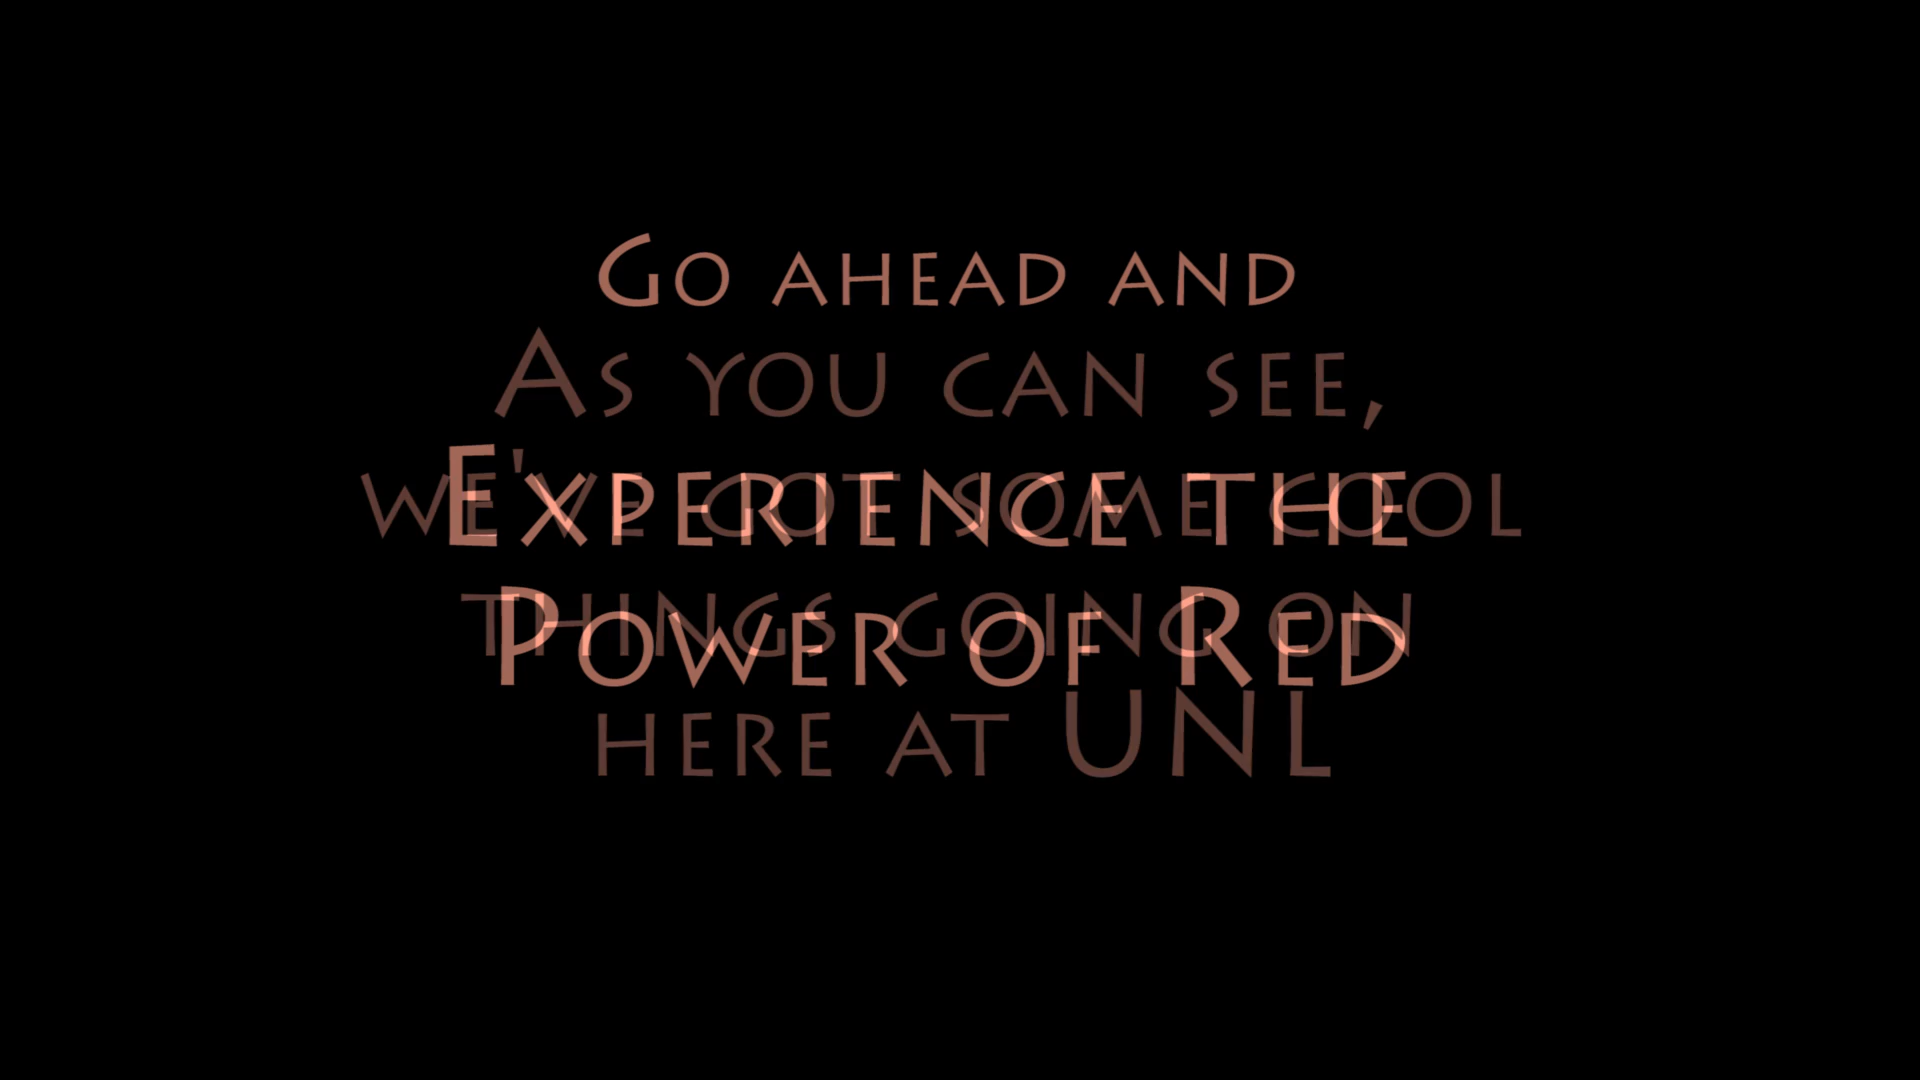 Go ahead and
As you can see,
we've got some cool
Experience the
things going on
Power of Red
here at UNL